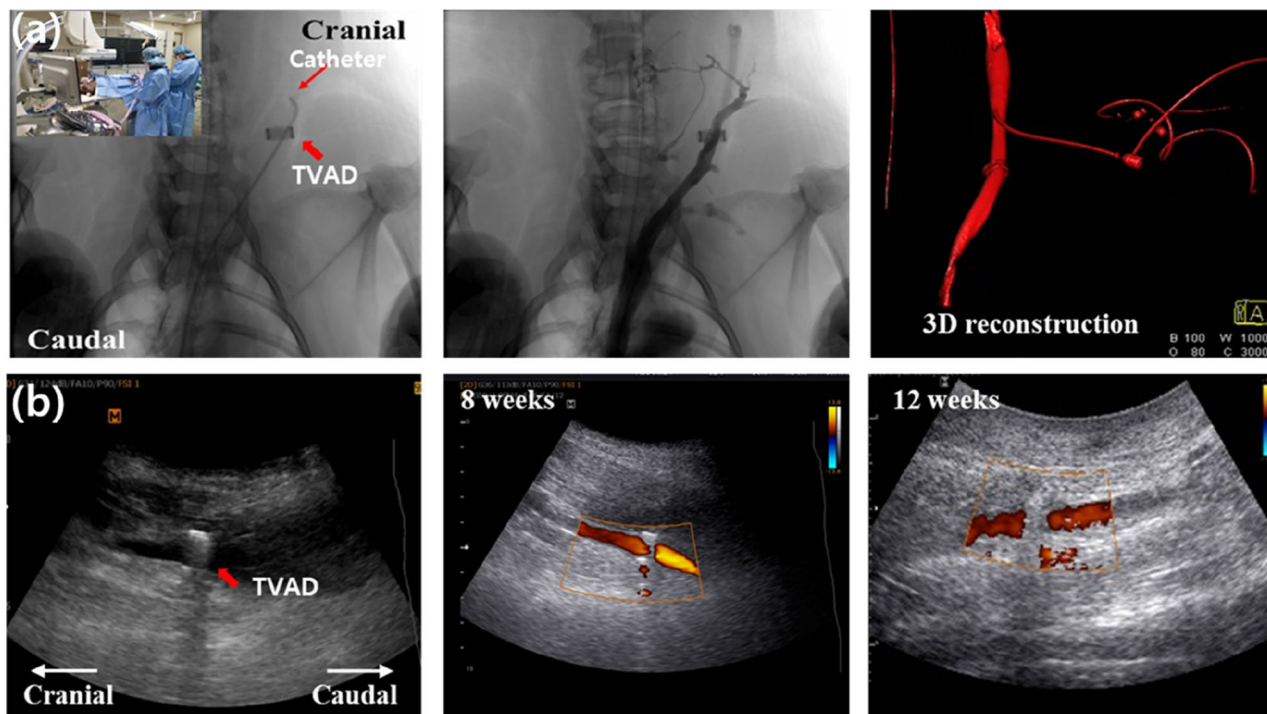 (a)
Cranial
Catheter
TVAD
Caudal
3D reconstruction
R A
B 100 W 1000
O 80 C 3000
(b)
M
TVAD
Cranial
Caudal
8 weeks
M
12 weeks